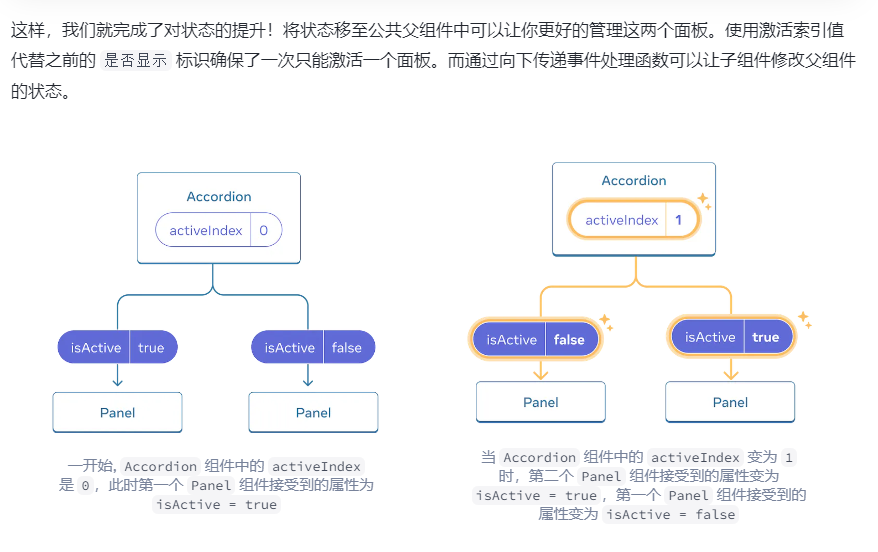 这样，我们就完成了对状态的提升！将状态移至公共父组件中可以让你更好的管理这两个面板。使用激活索引值
代替之前的 是否显示 标识确保了一次只能激活一个面板。而通过向下传递事件处理函数可以让子组件修改父组件
的状态。
Accordion
activeIndex 0
isActive true
isActive false
Panel
Panel
一开始, Accordion 组件中的 activeIndex
是 0 ，此时第一个 Panel 组件接受到的属性为
isActive = true
Accordion
activeIndex 1
isActive false
isActive true
Panel
Panel
当 Accordion 组件中的 activeIndex 变为 1
时，第二个 Panel 组件接受到的属性变为
isActive = true ，第一个 Panel 组件接受到的
属性变为 isActive = false